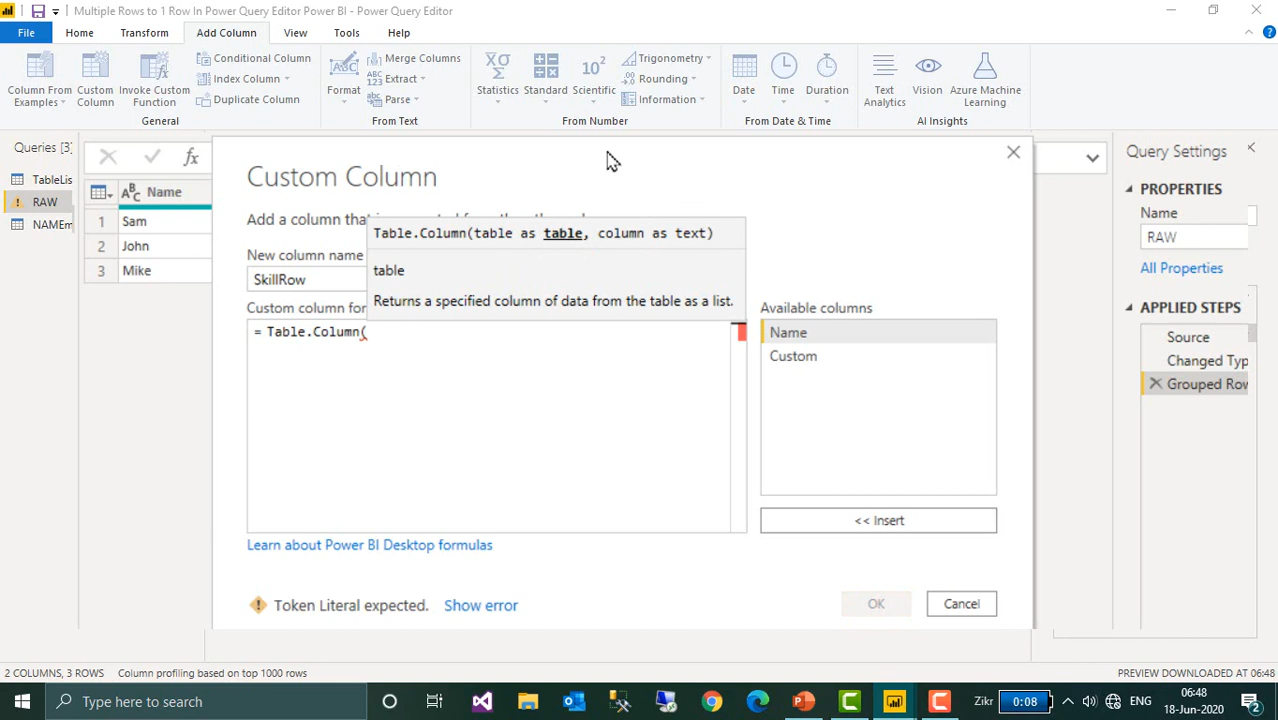 Multiple Rows to 1 Row In Power Query Editor Power BI - Power Query Editor
File Home Transform Add Column View Tools Help
Column From Examples
Custom Column
Invoke Custom Function
Conditional Column
Index Column
Duplicate Column
General
Format
Merge Columns
Extract
Parse
From Text
Statistics
Standard
Scientific
Trigonometry
Rounding
Information
From Number
Date
Time
Duration
From Date & Time
Text Analytics
Vision
Azure Machine Learning
AI Insights
Queries [3]
TableLis
RAW
NAMEm
Name
1 Sam
2 John
3 Mike
Custom Column
New column name
SkillRow
Custom column for
= Table.Column(
Table.Column(table as table, column as text)
table
Returns a specified column of data from the table as a list.
Available columns
Name
Custom
<< Insert
Learn about Power BI Desktop formulas
Token Literal expected. Show error
OK
Cancel
Query Settings
PROPERTIES
Name
RAW
All Properties
APPLIED STEPS
Source
Changed Typ
Grouped Row
2 COLUMNS, 3 ROWS Column profiling based on top 1000 rows
PREVIEW DOWNLOADED AT 06:48
Type here to search
Zikr 0:08
ENG
06:48
18-Jun-2020
2